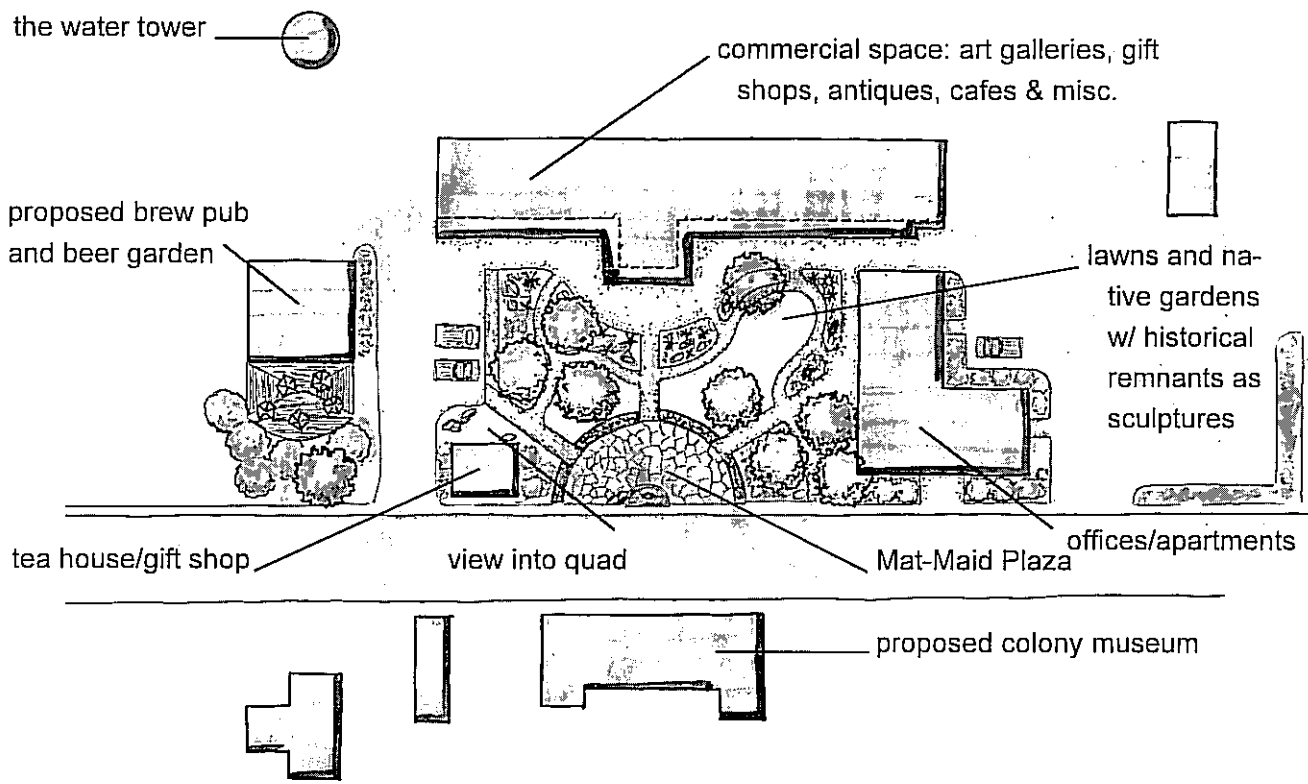 the water tower
commercial space: art galleries, gift
shops, antiques, cafes & misc.
proposed brew pub
and beer garden
lawns and na-
tive gardens
w/ historical
remnants as
sculptures
tea house/gift shop
view into quad
Mat-Maid Plaza
offices/apartments
proposed colony museum